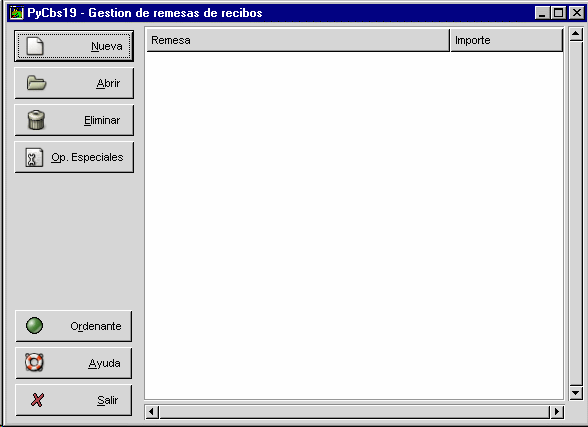 PyCbs19 - Gestion de remesas de recibos
Nueva
Abrir
Eliminar
Op. Especiales
Ordenante
Ayuda
Salir
Remesa Importe